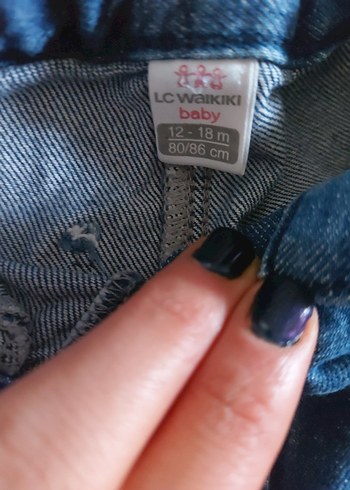 LC WAIKIKI
baby
12 - 18 m
80/86 cm